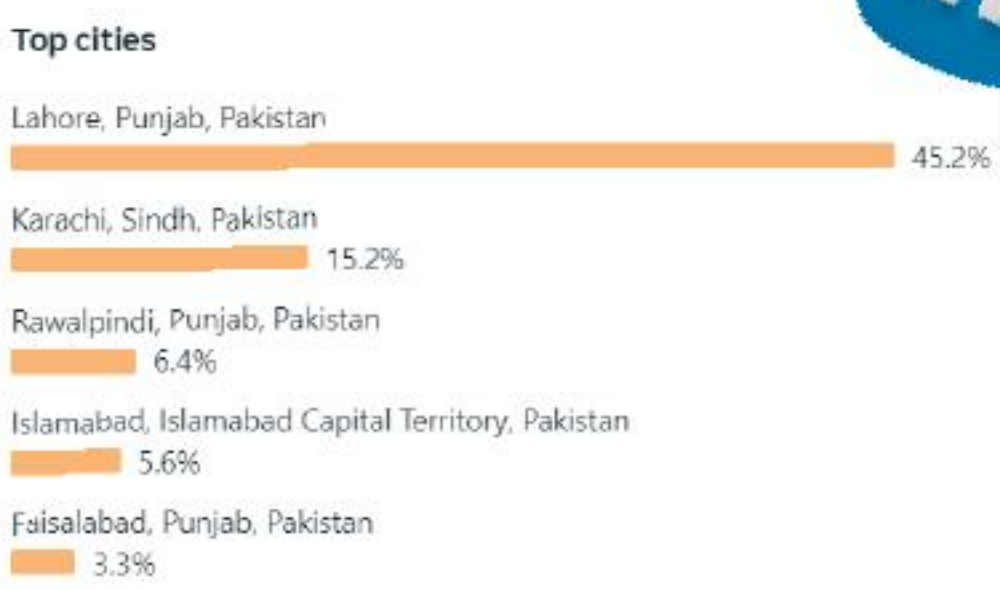 Top cities
Lahore, Punjab, Pakistan
45.2%
Karachi, Sindh, Pakistan
15.2%
Rawalpindi, Punjab, Pakistan
6.4%
Islamabad, Islamabad Capital Territory, Pakistan
5.6%
Faisalabad, Punjab, Pakistan
3.3%